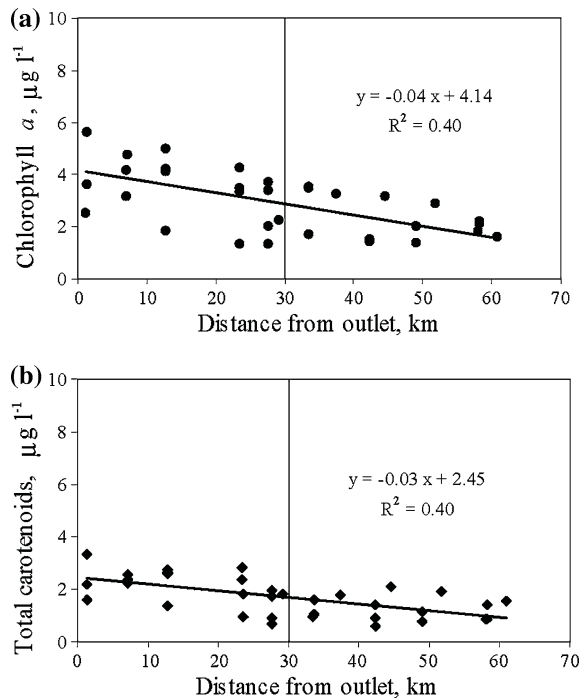 (a)
10
8
6
4
2
0
Chlorophyll a, μg l-1
y = -0.04 x + 4.14
R2 = 0.40
0 10 20 30 40 50 60 70
Distance from outlet, km
(b)
10
8
6
4
2
0
Total carotenoids, μg l-1
y = -0.03 x + 2.45
R2 = 0.40
0 10 20 30 40 50 60 70
Distance from outlet, km